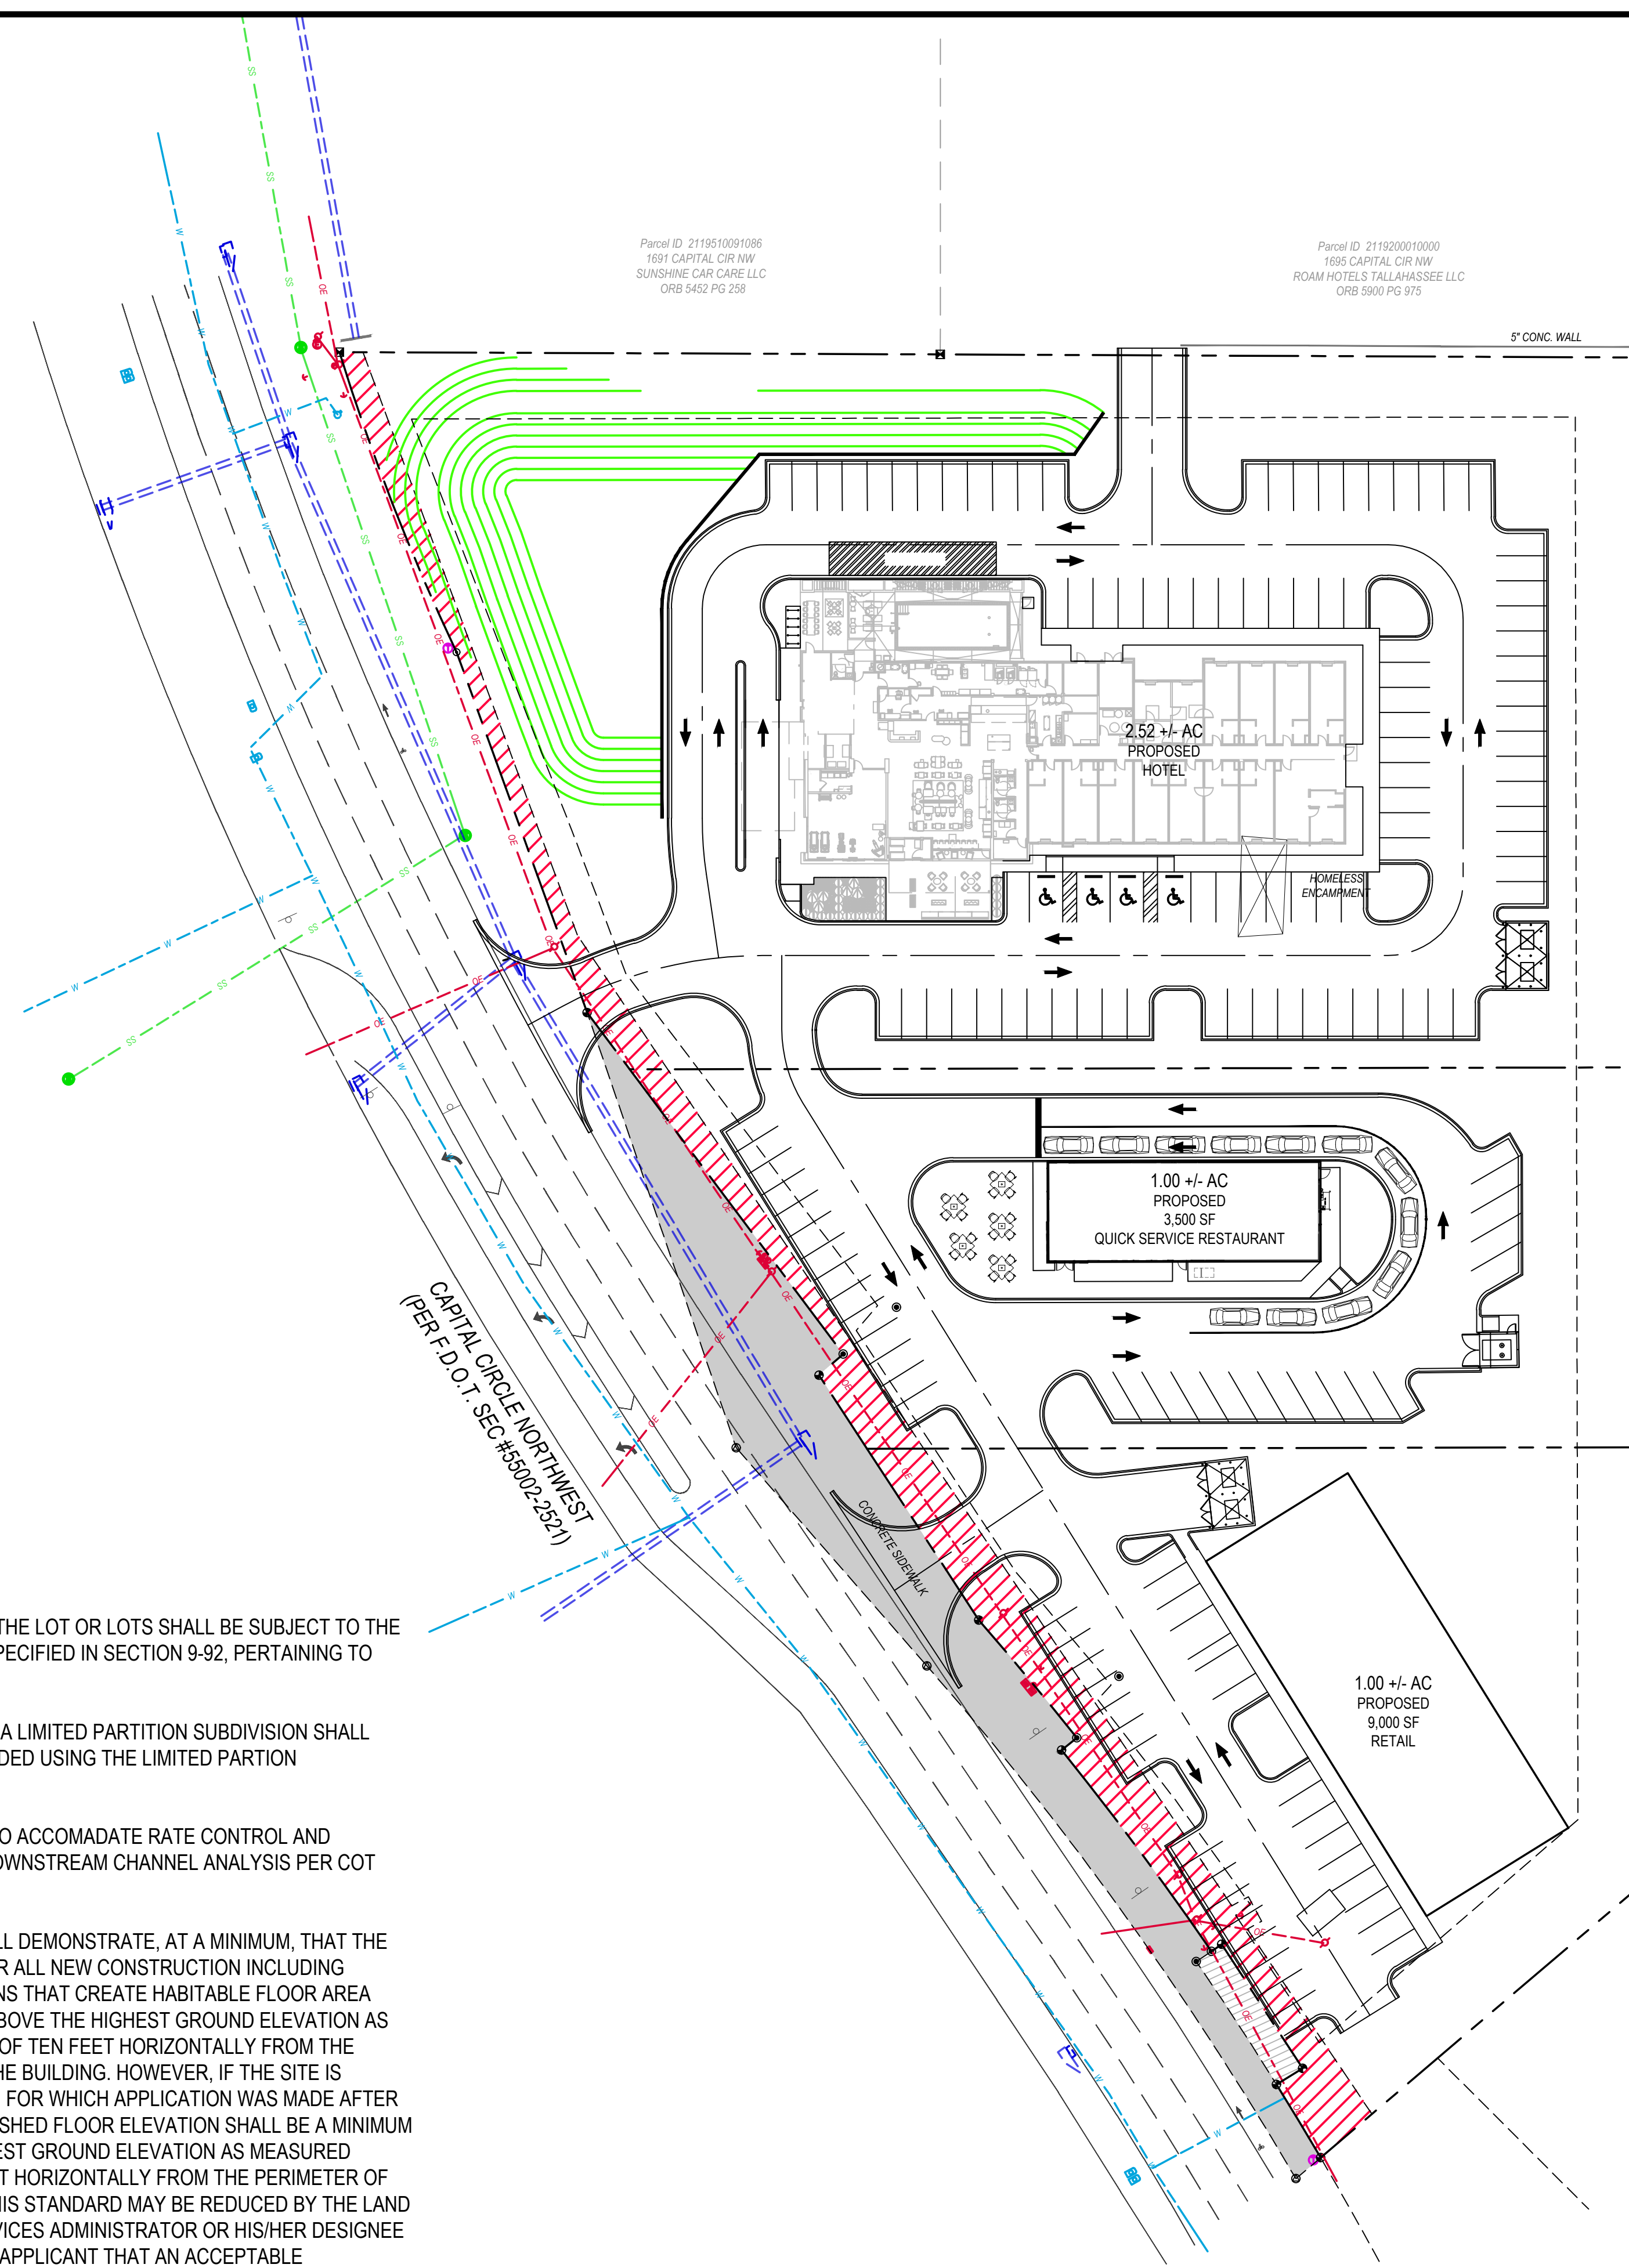 Parcel ID 2119510091086
1691 CAPITAL CIR NW
SUNSHINE CAR CARE LLC
ORB 5452 PG 258
Parcel ID 2119200010000
1695 CAPITAL CIR NW
ROAM HOTELS TALLAHASSEE LLC
ORB 5900 PG 975
5" CONC. WALL
2.52 +/- AC
PROPOSED
HOTEL
HOMELESS
ENCAMPMENT
1.00 +/- AC
PROPOSED
3,500 SF
QUICK SERVICE RESTAURANT
CAPITAL CIRCLE NORTHWEST
(PER F.D.O.T. SEC #55002-2521)
CONCRETE SIDEWALK
1.00 +/- AC
PROPOSED
9,000 SF
RETAIL
THE LOT OR LOTS SHALL BE SUBJECT TO THE
PECIFIED IN SECTION 9-92, PERTAINING TO
A LIMITED PARTITION SUBDIVISION SHALL
DED USING THE LIMITED PARTION
O ACCOMADATE RATE CONTROL AND
OWNSTREAM CHANNEL ANALYSIS PER COT
LL DEMONSTRATE, AT A MINIMUM, THAT THE
R ALL NEW CONSTRUCTION INCLUDING
NS THAT CREATE HABITABLE FLOOR AREA
BOVE THE HIGHEST GROUND ELEVATION AS
OF TEN FEET HORIZONTALLY FROM THE
HE BUILDING. HOWEVER, IF THE SITE IS
FOR WHICH APPLICATION WAS MADE AFTER
SHED FLOOR ELEVATION SHALL BE A MINIMUM
EST GROUND ELEVATION AS MEASURED
T HORIZONTALLY FROM THE PERIMETER OF
HIS STANDARD MAY BE REDUCED BY THE LAND
VICES ADMINISTRATOR OR HIS/HER DESIGNEE
APPLICANT THAT AN ACCEPTABLE